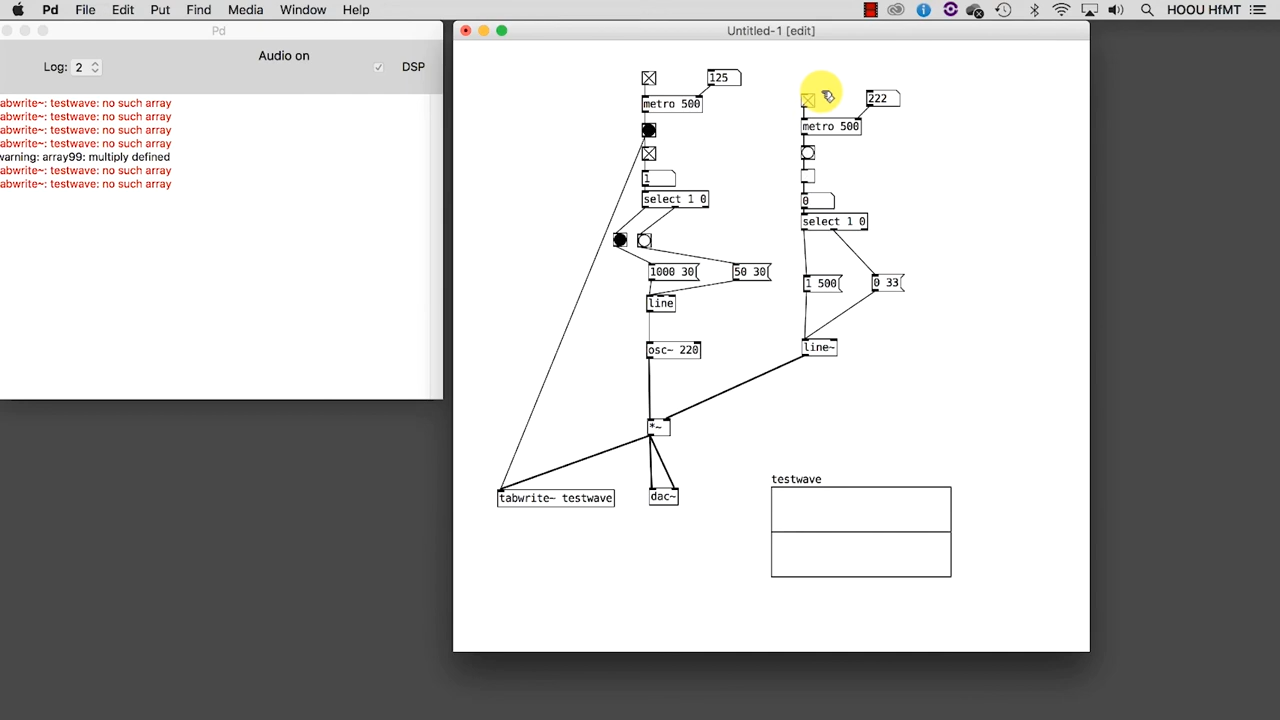 Pd File Edit Put Find Media Window Help HOOU HfMT
Pd
Untitled-1 [edit]
Log: 2 Audio on DSP
abwrite~: testwave: no such array
abwrite~: testwave: no such array
abwrite~: testwave: no such array
abwrite~: testwave: no such array
warning: array99: multiply defined
abwrite~: testwave: no such array
abwrite~: testwave: no such array
125
metro 500
1
select 1 0
1000 30
50 30
line
osc~ 220
*~
tabwrite~ testwave
dac~
222
metro 500
0
select 1 0
1 500
0 33
line~
testwave